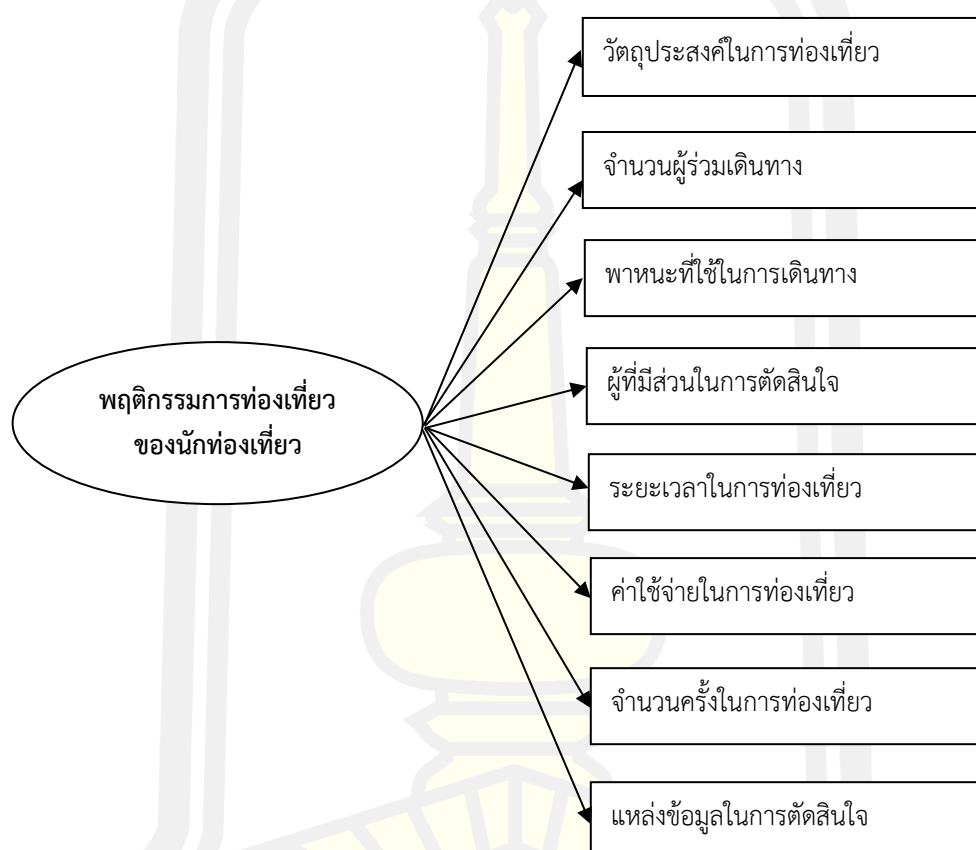 วัตถุประสงค์ในการท่องเที่ยว
จำนวนผู้ร่วมเดินทาง
พาหนะที่ใช้ในการเดินทาง
พฤติกรรมการท่องเที่ยว
ของนักท่องเที่ยว
ผู้ที่มีส่วนในการตัดสินใจ
ระยะเวลาในการท่องเที่ยว
ค่าใช้จ่ายในการท่องเที่ยว
จำนวนครั้งในการท่องเที่ยว
แหล่งข้อมูลในการตัดสินใจ